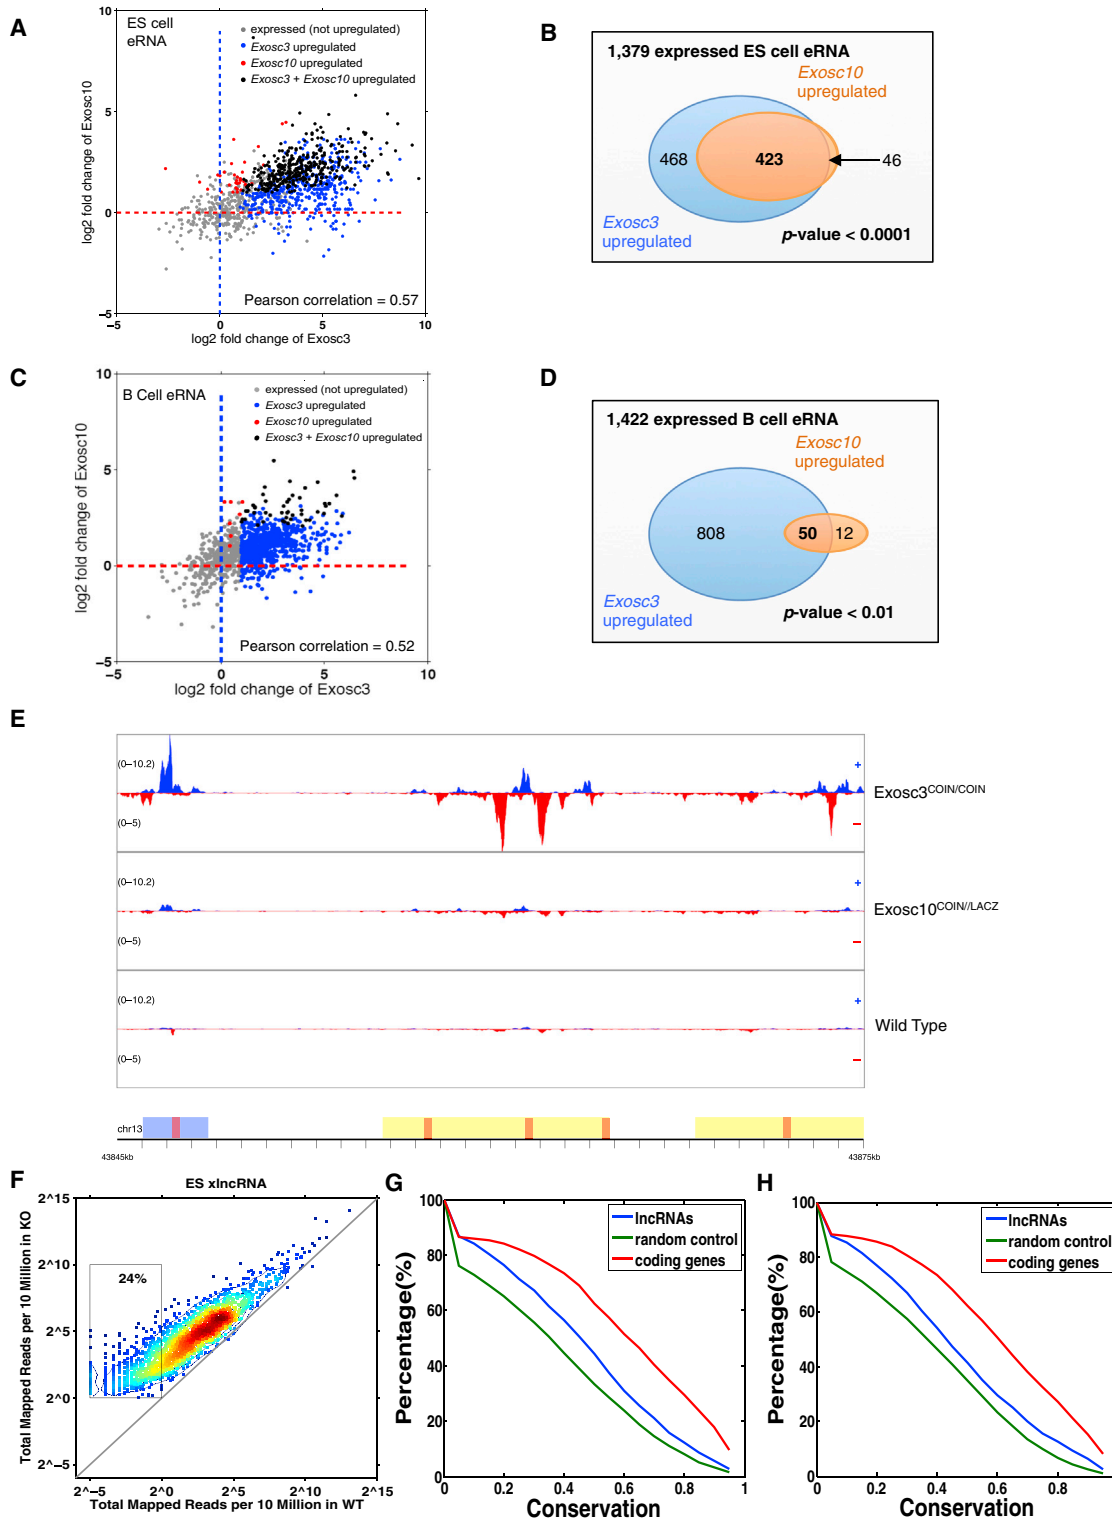 A
ES cell
eRNA
expressed (not upregulated)
Exosc3 upregulated
Exosc10 upregulated
Exosc3 + Exosc10 upregulated
10
5
0
−5
−5
0
5
10
log2 fold change of Exosc10
log2 fold change of Exosc3
Pearson correlation = 0.57
B
1,379 expressed ES cell eRNA
Exosc10
upregulated
468
423
46
Exosc3
upregulated
p-value < 0.0001
C
B Cell eRNA
expressed (not upregulated)
Exosc3 upregulated
Exosc10 upregulated
Exosc3 + Exosc10 upregulated
10
5
0
−5
−5
0
5
10
log2 fold change of Exosc10
log2 fold change of Exosc3
Pearson correlation = 0.52
D
1,422 expressed B cell eRNA
Exosc10
upregulated
808
50
12
Exosc3
upregulated
p-value < 0.01
E
(0–10.2)
+
(0–5)
−
Exosc3COIN/COIN
(0–10.2)
+
(0–5)
−
Exosc10COIN//LACZ
(0–10.2)
+
(0–5)
−
Wild Type
chr13
43845kb
43875kb
F
ES xlncRNA
2^15
2^10
2^5
2^0
2^−5
24%
2^−5
2^0
2^5
2^10
2^15
Total Mapped Reads per 10 Million in KO
Total Mapped Reads per 10 Million in WT
G
100
80
60
40
20
0
0
0.2
0.4
0.6
0.8
1
Percentage(%)
Conservation
lncRNAs
random control
coding genes
H
100
80
60
40
20
0
0
0.2
0.4
0.6
0.8
Percentage(%)
Conservation
lncRNAs
random control
coding genes